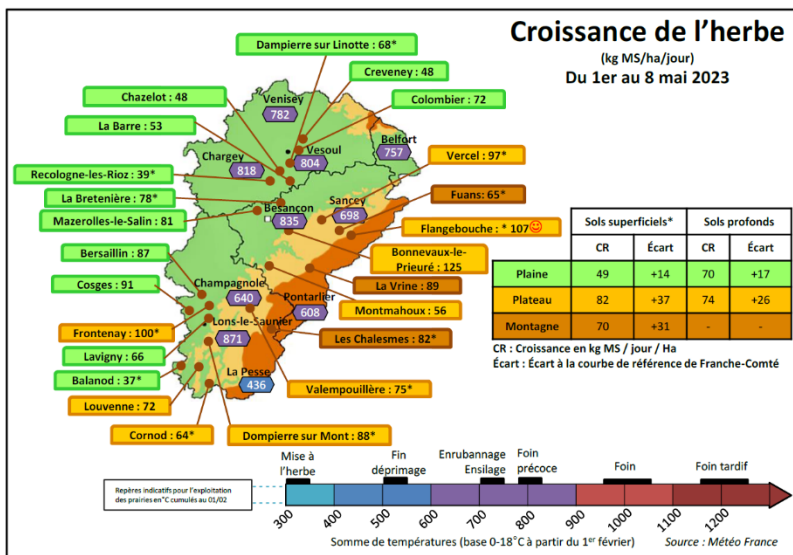 Croissance de l'herbe
(kg MS/ha/jour)
Du 1er au 8 mai 2023
Dampierre sur Linotte : 68*
Creveney : 48
Chazelot : 48
Colombier : 72
La Barre : 53
Recologne-les-Rioz : 39*
La Bretenière : 78*
Mazerolles-le-Salin : 81
Bersaillin : 87
Cosges : 91
Frontenay : 100*
Lavigny : 66
Balanod : 37*
Louvenne : 72
Cornod : 64*
Dompierre sur Mont : 88*
Valempouillère : 75*
Les Chalesmes : 82*
Montmahoux : 56
La Vrine : 89
Bonnevaux-le-
Prieuré : 125
Flangebouche : * 107
Fuans : 65*
Vercel : 97*
Venisey
782
Belfort
757
Vesoul
804
Chargey
818
Besançon
835
Sancey
698
Champagnole
640
Pontarlier
608
Lons-le-Saunier
871
La Pesse
436
Sols superficiels* Sols profonds
CR Écart CR Écart
Plaine 49 +14 70 +17
Plateau 82 +37 74 +26
Montagne 70 +31 - -
CR : Croissance en kg MS / jour / Ha
Écart : Écart à la courbe de référence de Franche-Comté
Mise à
l'herbe
Fin
déprimage
Enrubannage
Ensilage
Foin
précoce
Foin
Foin tardif
Repères indicatifs pour l'exploitation
des prairies en°C cumulés au 01/02
300 400 500 600 700 800 900 1000 1100 1200
Somme de températures (base 0-18°C à partir du 1er février)
Source : Météo France